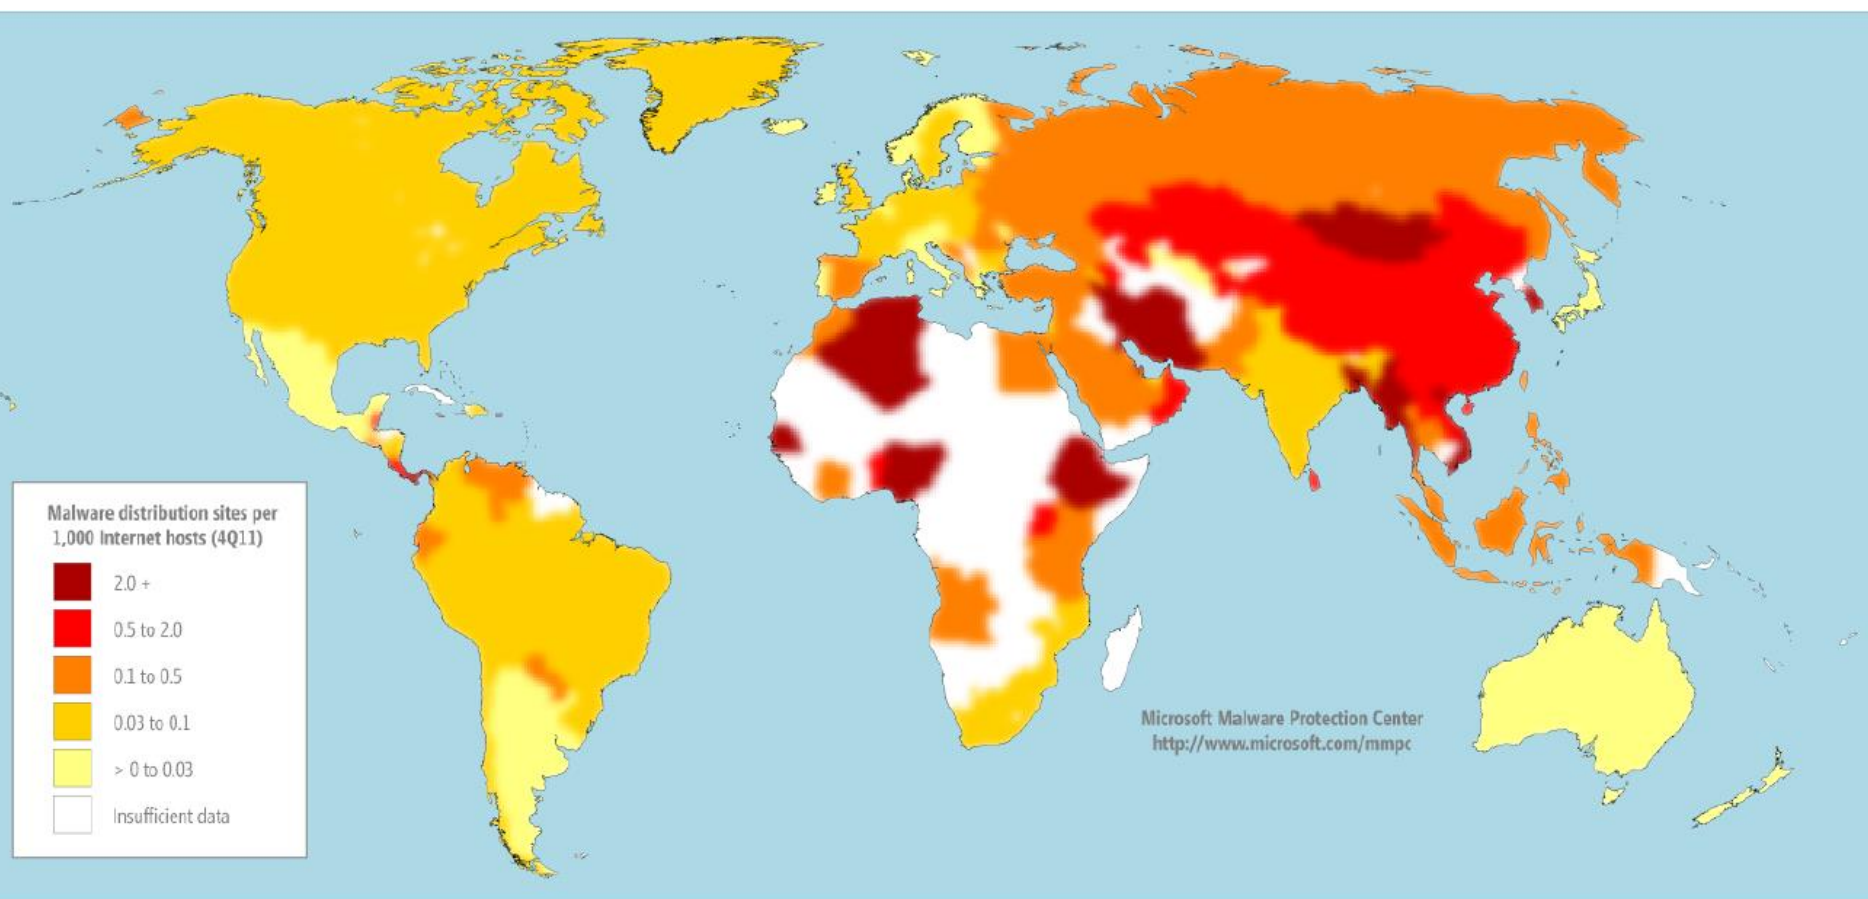 Malware distribution sites per
1,000 Internet hosts (4Q11)
2.0 +
0.5 to 2.0
0.1 to 0.5
0.03 to 0.1
> 0 to 0.03
Insufficient data
Microsoft Malware Protection Center
http://www.microsoft.com/mmpc